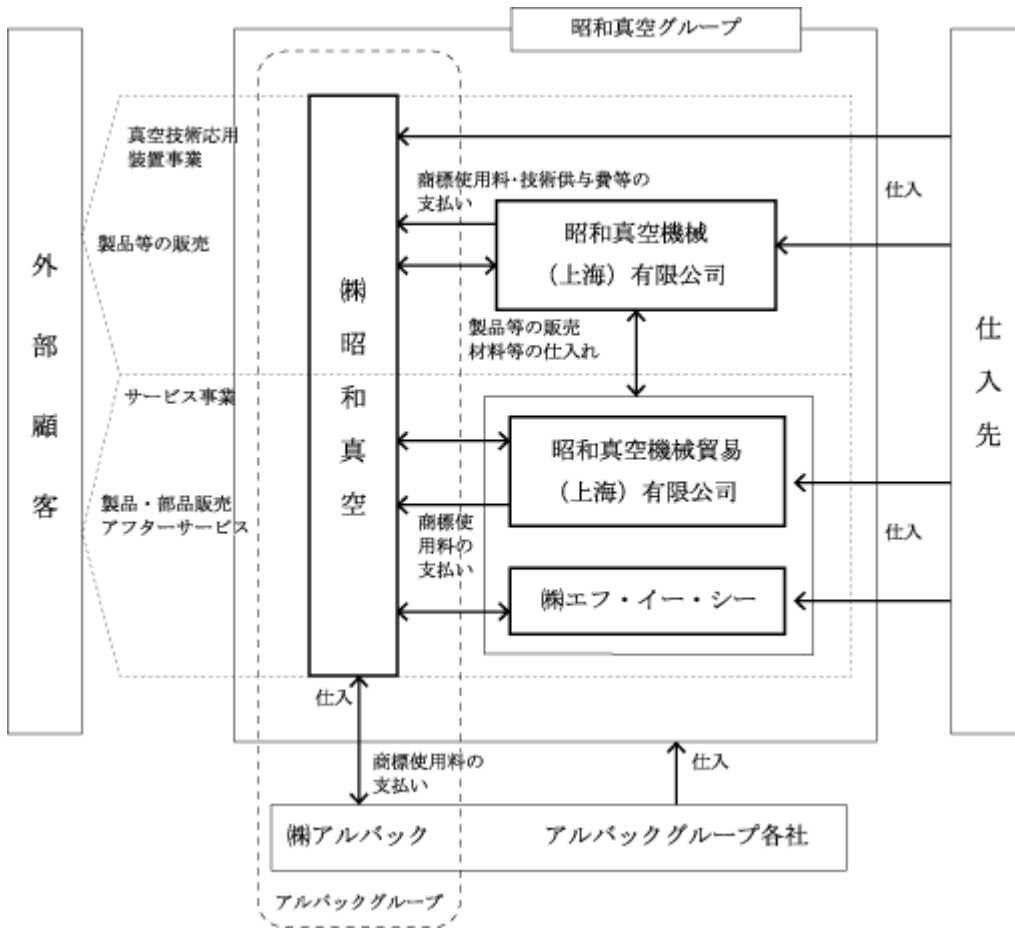 昭和真空グループ
真空技術応用
装置事業
商標使用料・技術供与費等の
支払い
仕入
昭和真空機械
(上海)有限公司
製品等の販売
外部顧客
㈱昭和真空
仕入先
製品等の販売
材料等の仕入れ
サービス事業
昭和真空機械貿易
(上海)有限公司
製品・部品販売
アフターサービス
商標使
用料の
支払い
仕入
㈱エフ・イー・シー
仕入
商標使用料の
支払い
仕入
㈱アルバック
アルバックグループ各社
アルバックグループ